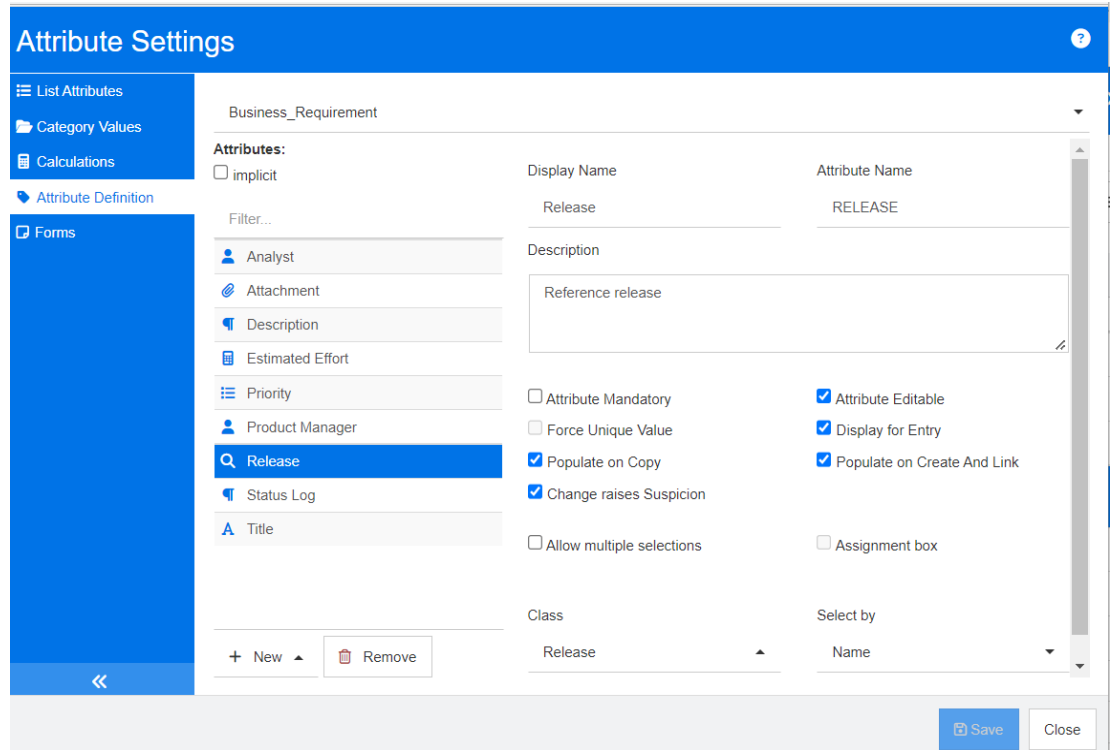 Attribute Settings
List Attributes
Category Values
Calculations
Attribute Definition
Forms
Business_Requirement
Attributes:
implicit
Filter...
Analyst
Attachment
Description
Estimated Effort
Priority
Product Manager
Release
Status Log
Title
New
Remove
Display Name
Attribute Name
Release
RELEASE
Description
Reference release
Attribute Mandatory
Attribute Editable
Force Unique Value
Display for Entry
Populate on Copy
Populate on Create And Link
Change raises Suspicion
Allow multiple selections
Assignment box
Class
Select by
Release
Name
Save
Close